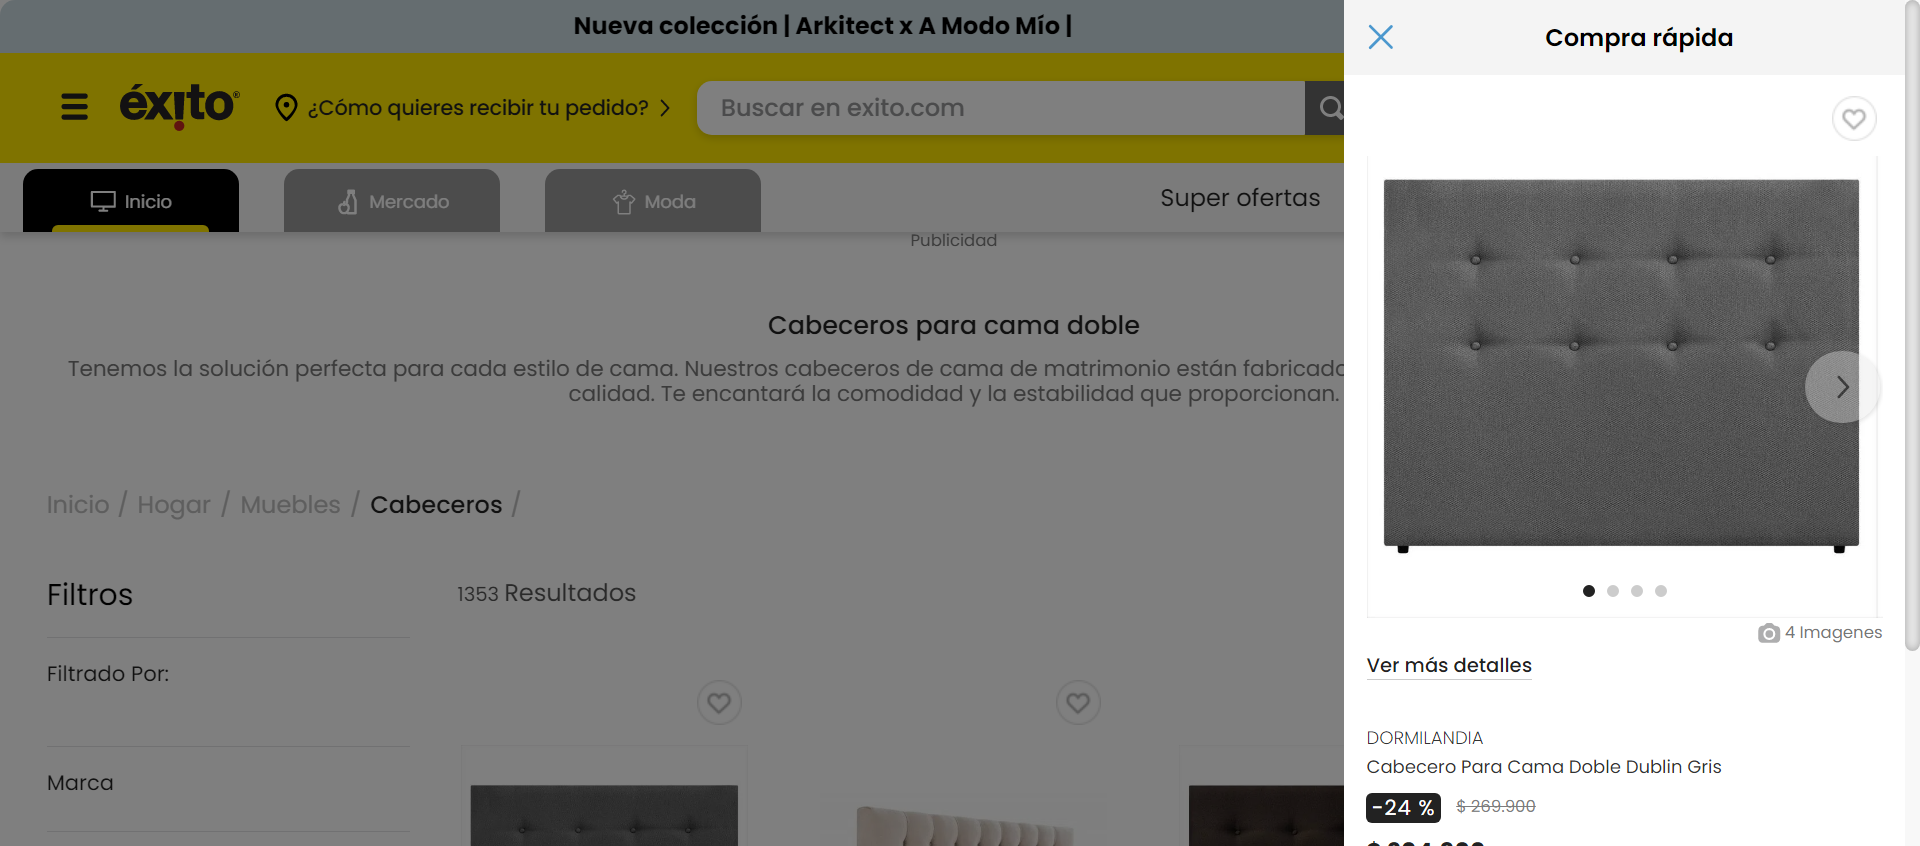 Nueva colección | Arkitect x A Modo Mío |
Compra rápida
éxito®
¿Cómo quieres recibir tu pedido?
Buscar en exito.com
Inicio
Mercado
Moda
Super ofertas
Publicidad
Cabeceros para cama doble
Tenemos la solución perfecta para cada estilo de cama. Nuestros cabeceros de cama de matrimonio están fabricado
calidad. Te encantará la comodidad y la estabilidad que proporcionan.
Inicio / Hogar / Muebles / Cabeceros /
Filtros
1353 Resultados
Filtrado Por:
Marca
4 Imagenes
Ver más detalles
DORMILANDIA
Cabecero Para Cama Doble Dublin Gris
-24 % $ 269.900